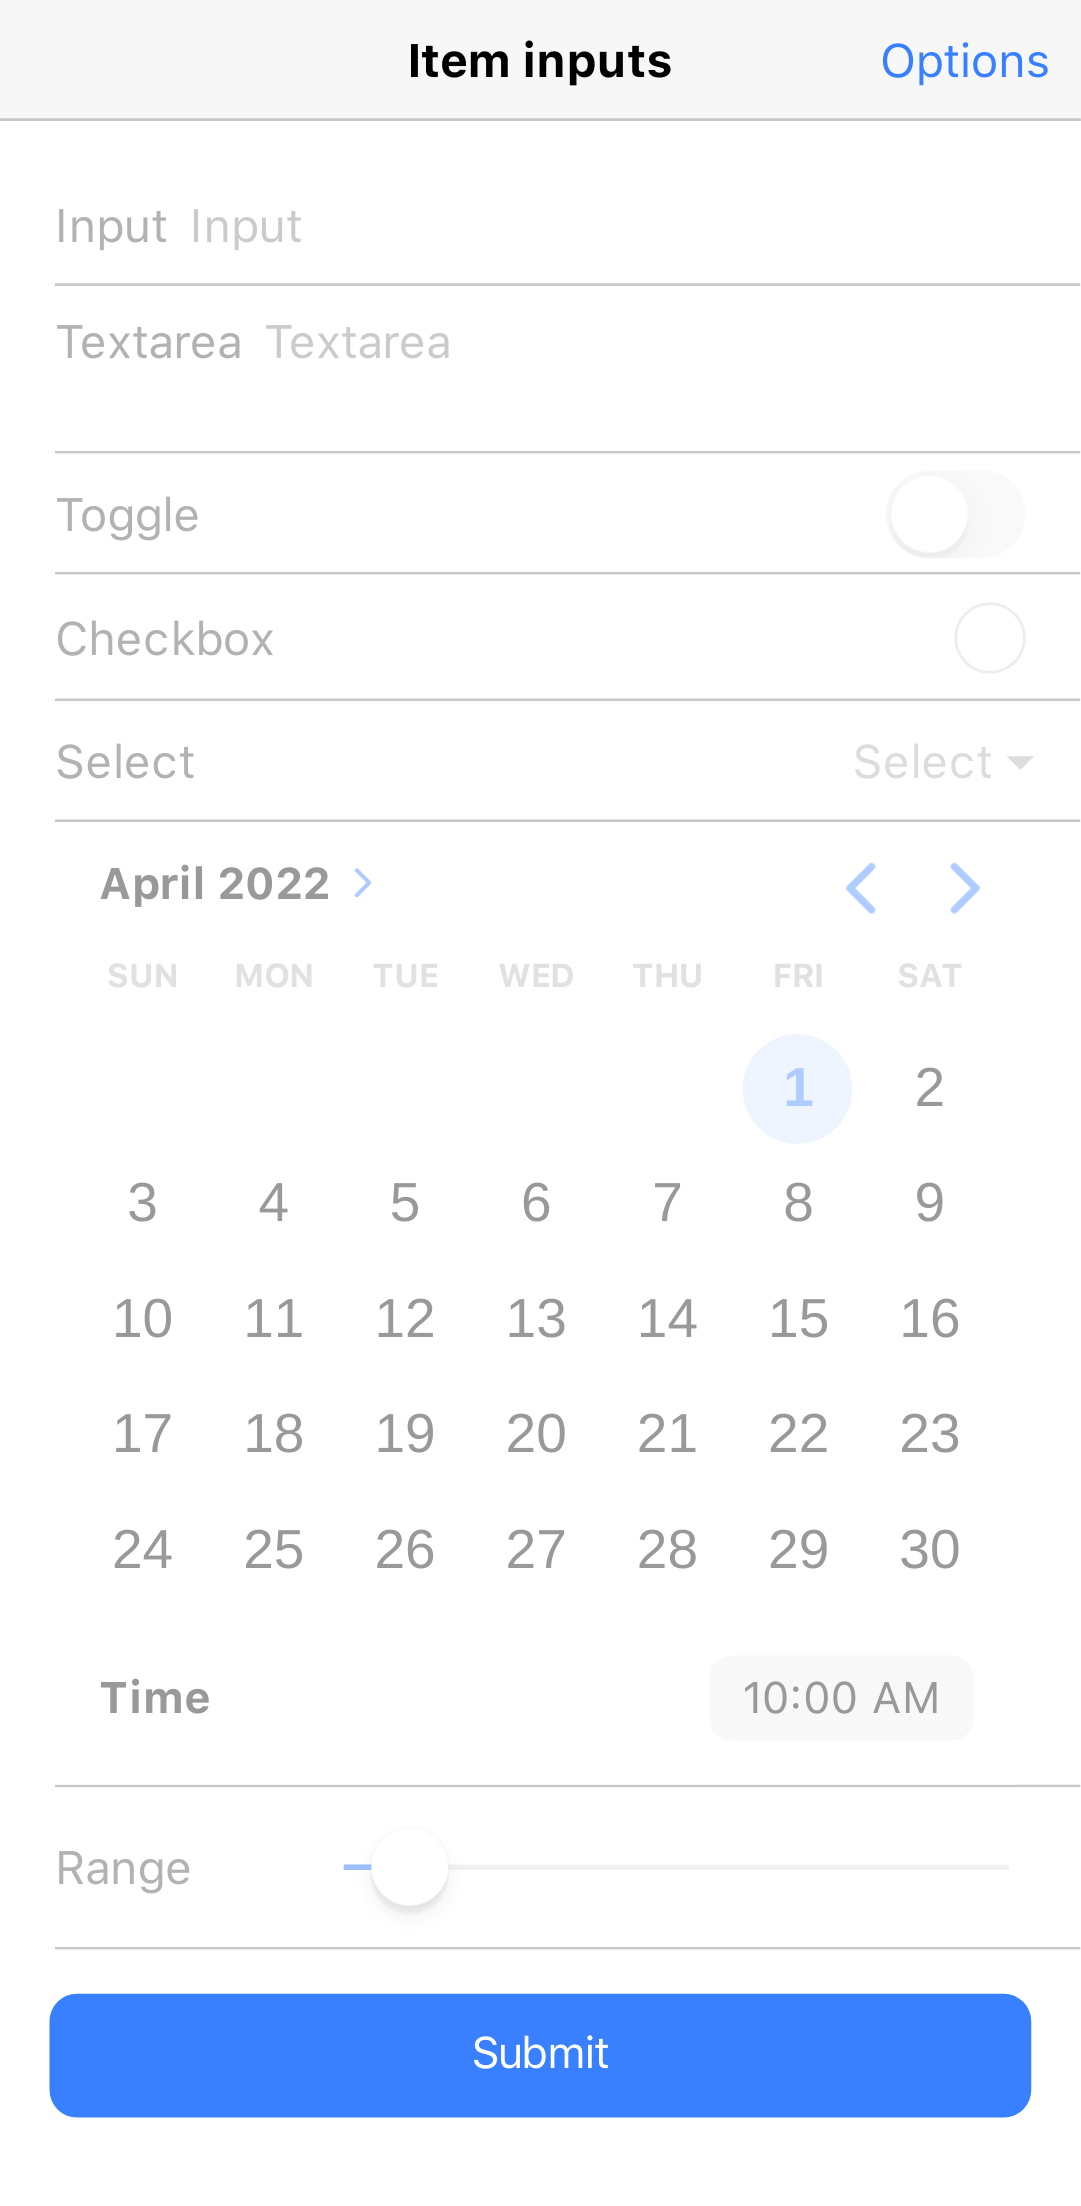 Item inputs Options
Input Input
Textarea Textarea
Toggle
Checkbox
Select Select
April 2022
SUN MON TUE WED THU FRI SAT
1 2
3 4 5 6 7 8 9
10 11 12 13 14 15 16
17 18 19 20 21 22 23
24 25 26 27 28 29 30
Time 10:00 AM
Range
Submit